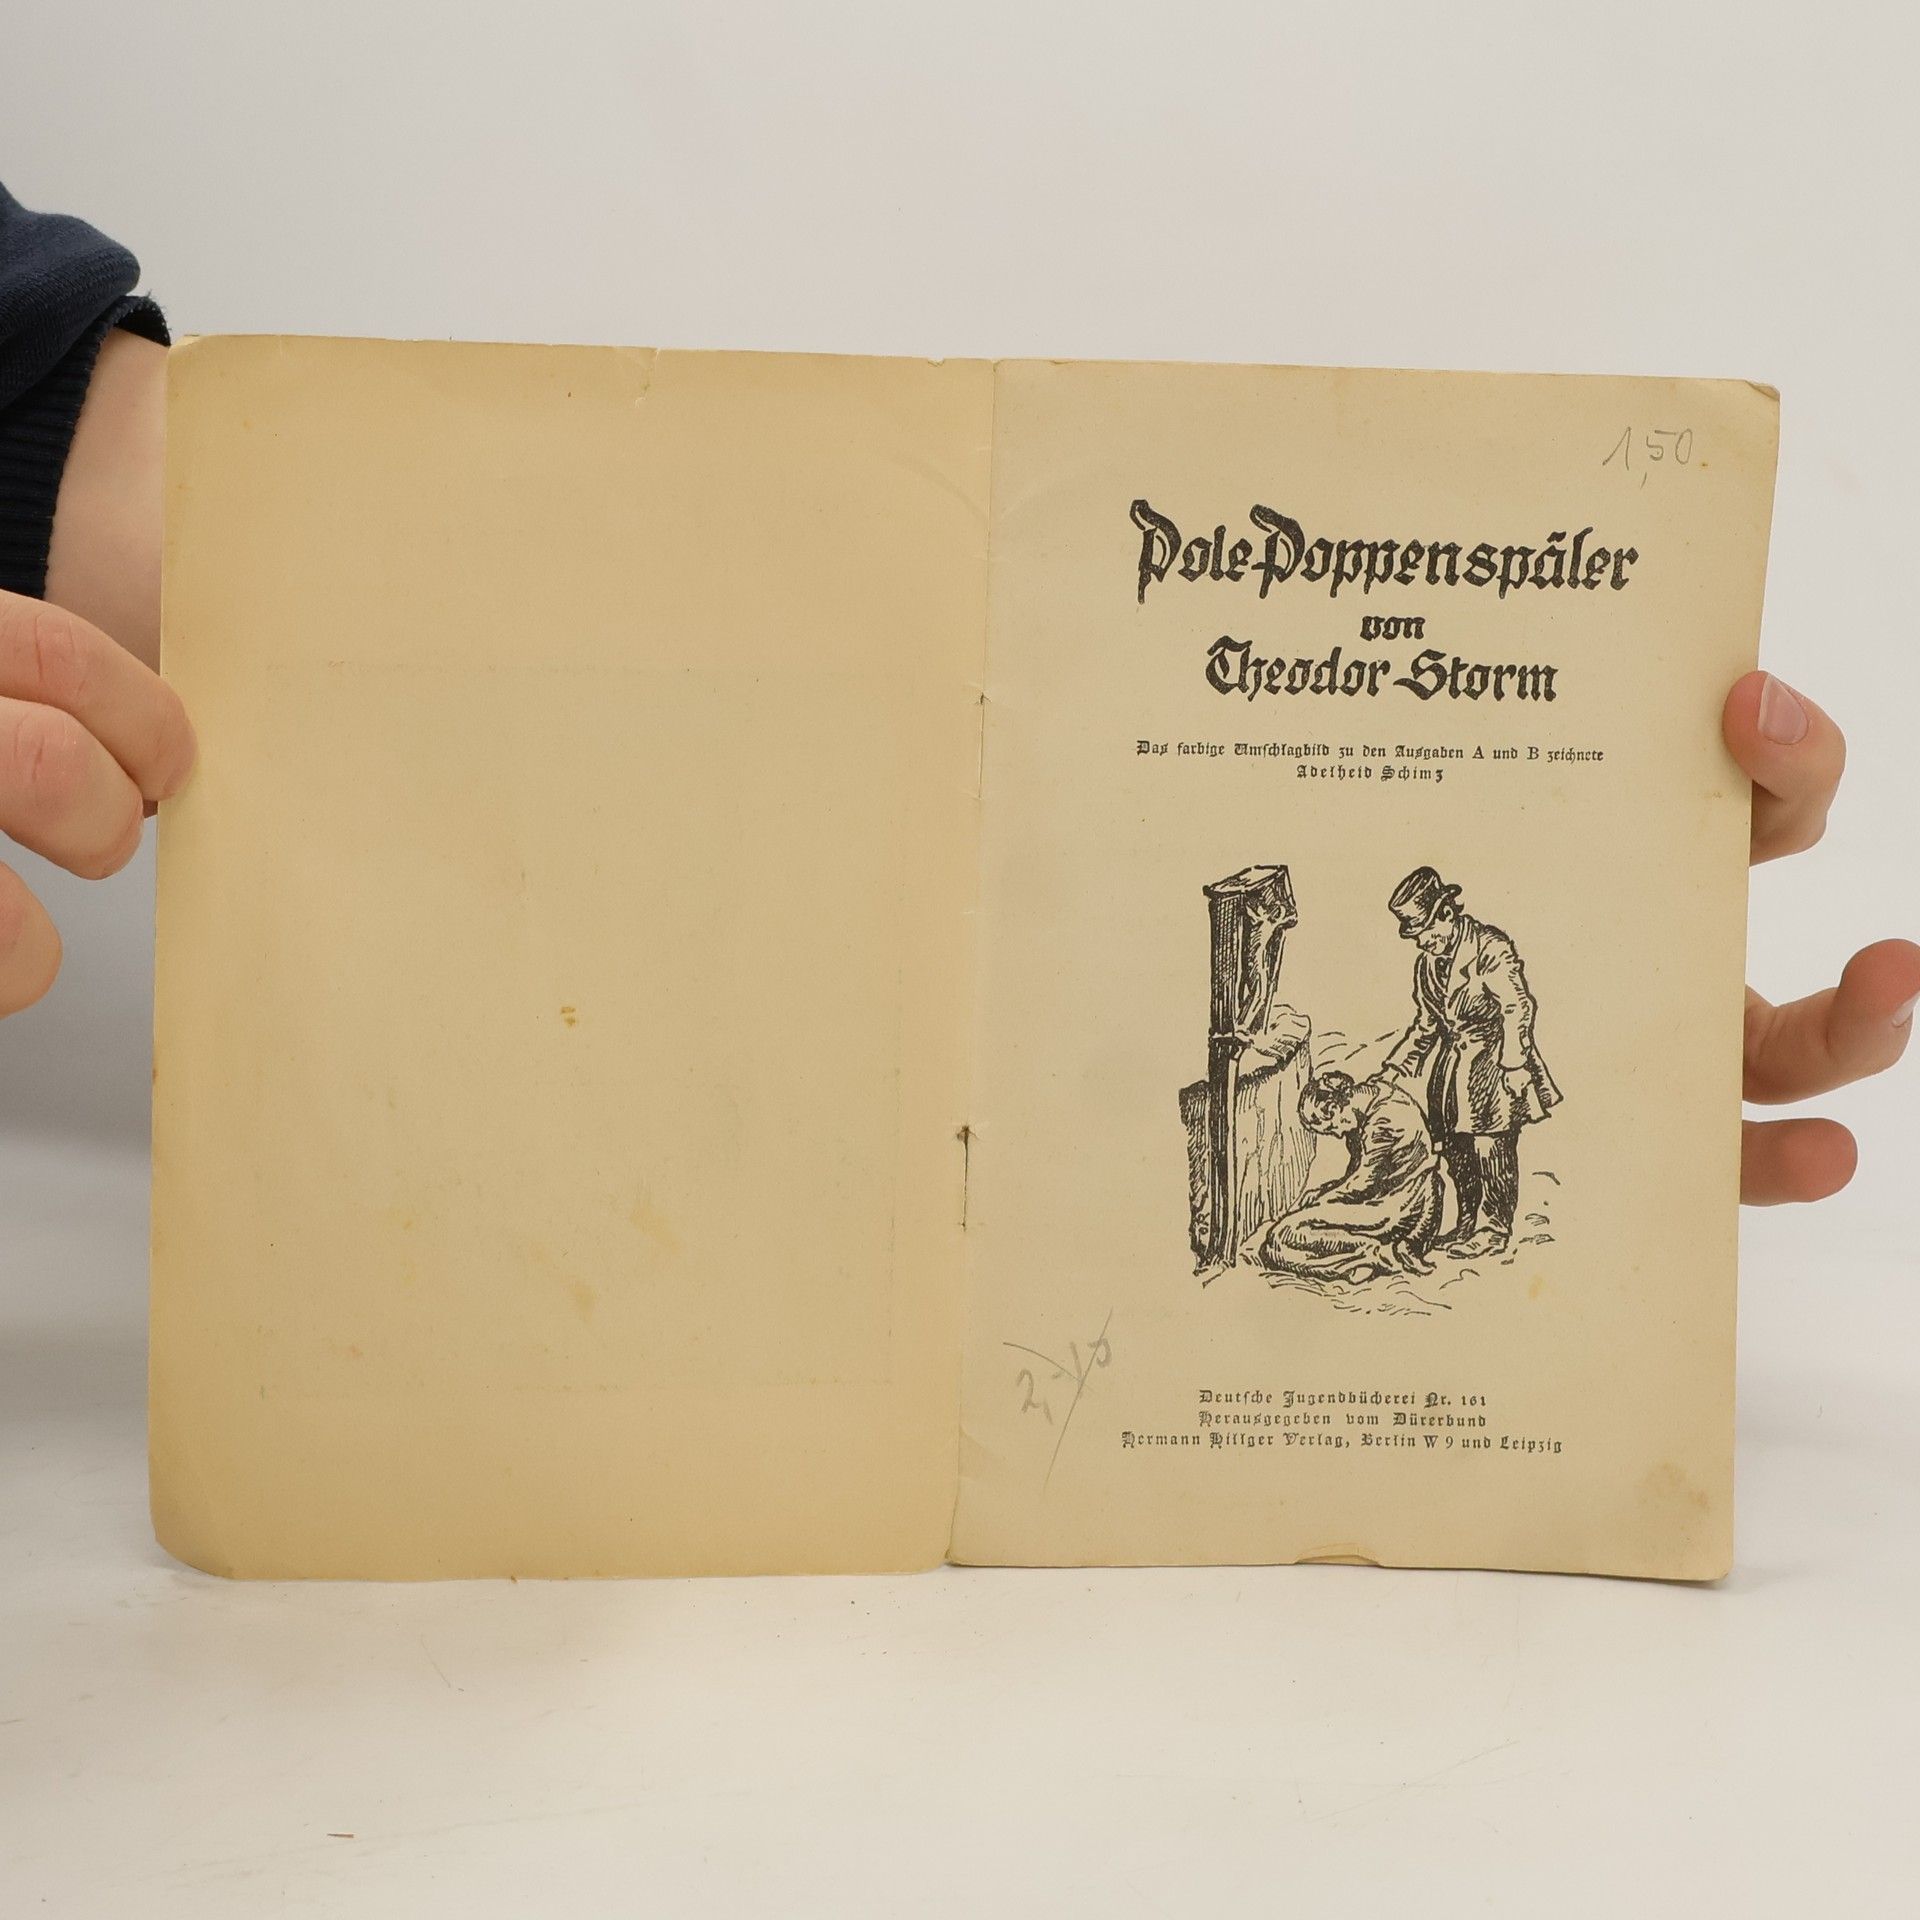 1,50
Pole Poppenspäler
von
Theodor Storm
Das farbige Umschlagbild zu den Ausgaben A und B zeichnete
Adelheid Schimz
2,
Deutsche Jugendbücherei Nr. 161
Herausgegeben vom Dürerbund
Hermann Hillger Verlag, Berlin W 9 und Leipzig